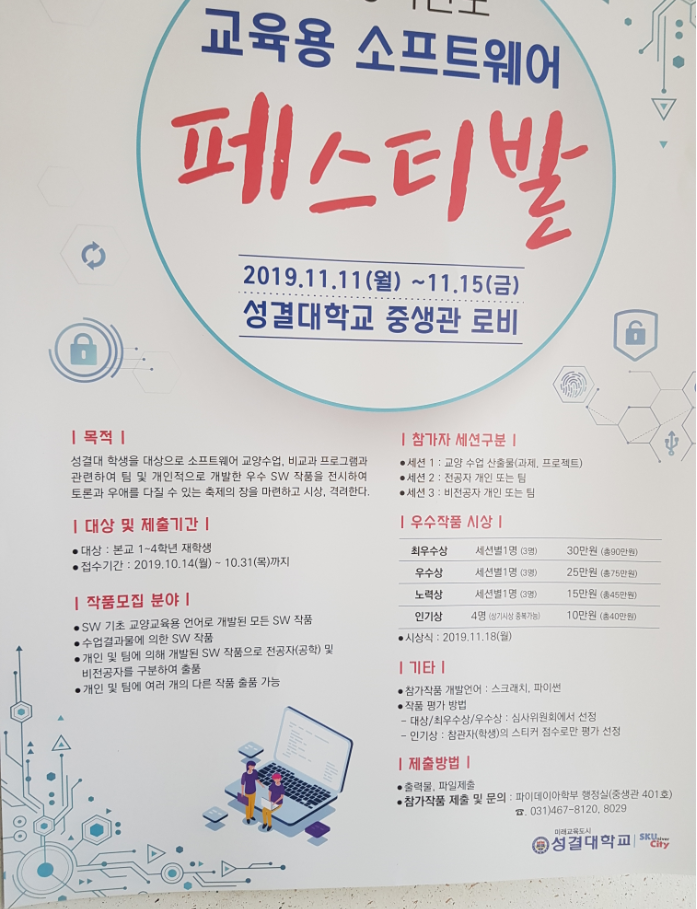 교육용 소프트웨어
페스티발
2019.11.11(월) ~11.15(금)
성결대학교 중생관 로비
| 목적 |
성결대 학생을 대상으로 소프트웨어 교양수업, 비교과 프로그램과
관련하여 팀 및 개인적으로 개발한 우수 SW 작품을 전시하여
토론과 우애를 다질 수 있는 축제의 장을 마련하고 시상, 격려한다.
| 대상 및 제출기간 |
● 대상 : 본교 1~4학년 재학생
● 접수기간 : 2019.10.14(월) ~ 10.31(목)까지
| 작품모집 분야 |
● SW 기초 교양교육용 언어로 개발된 모든 SW 작품
● 수업결과물에 의한 SW 작품
● 개인 및 팀에 의해 개발된 SW 작품으로 전공자(공학) 및
비전공자를 구분하여 출품
● 개인 및 팀에 여러 개의 다른 작품 출품 가능
| 참가자 세션구분 |
● 세션 1 : 교양 수업 산출물(과제, 프로젝트)
● 세션 2 : 전공자 개인 또는 팀
● 세션 3 : 비전공자 개인 또는 팀
| 우수작품 시상 |
최우수상 세션별1명 (3명) 30만원 (총90만원)
우수상 세션별1명 (3명) 25만원 (총75만원)
노력상 세션별1명 (3명) 15만원 (총45만원)
인기상 4명 (상기시상 중복가능) 10만원 (총40만원)
● 시상식 : 2019.11.18(월)
| 기타 |
● 참가작품 개발언어 : 스크래치, 파이썬
● 작품 평가 방법
- 대상/최우수상/우수상 : 심사위원회에서 선정
- 인기상 : 참관자(학생)의 스티커 점수로만 평가 선정
| 제출방법 |
● 출력물, 파일제출
● 참가작품 제출 및 문의 : 파이데이아학부 행정실(중생관 401호)
☎. 031)467-8120, 8029
미래교육도시
성결대학교 SKUniver City